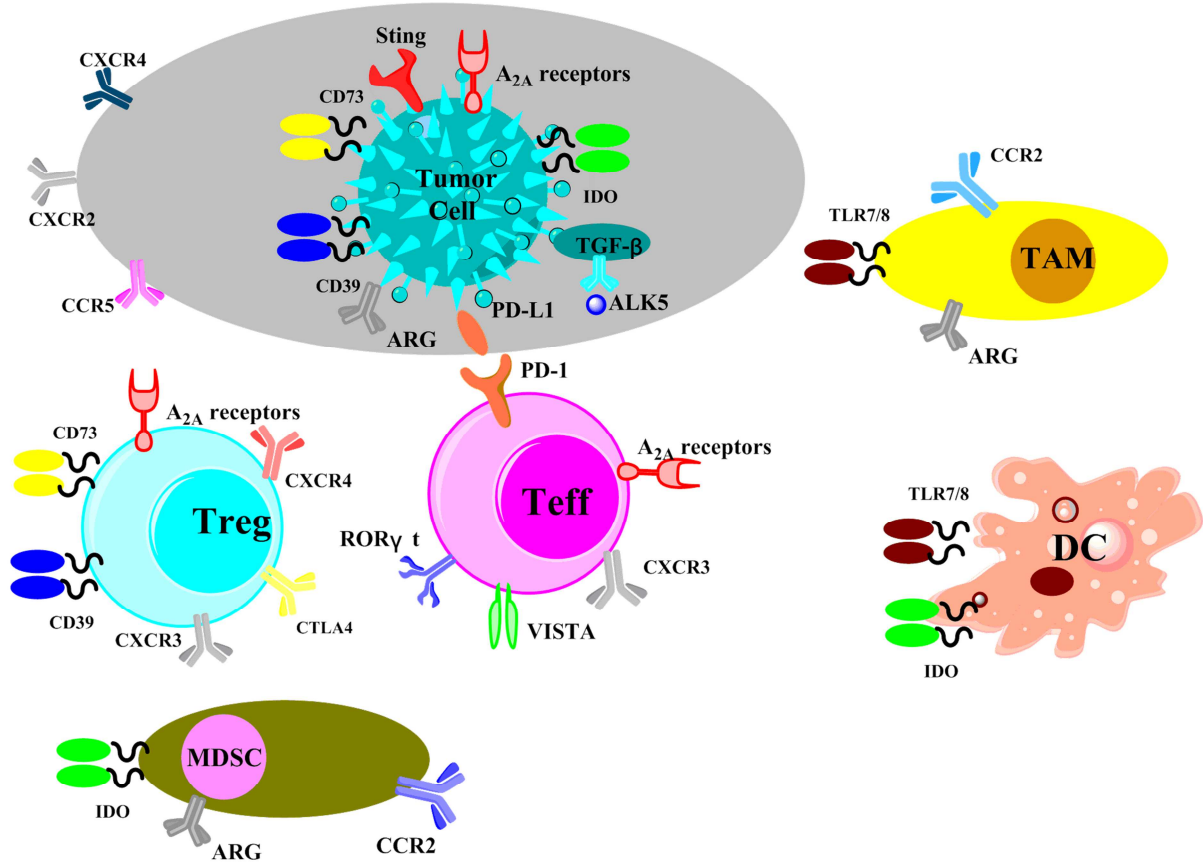 Sting
CXCR4
A2A receptors
CD73
CCR2
Tumor
Cell
IDO
CXCR2
TLR7/8
TGF-β
TAM
CD39
CCR5
PD-L1
ALK5
ARG
ARG
PD-1
A2A receptors
CD73
A2A receptors
CXCR4
TLR7/8
Treg
Teff
RORγ t
DC
CXCR3
CD39
CXCR3
CTLA4
VISTA
IDO
MDSC
IDO
ARG
CCR2